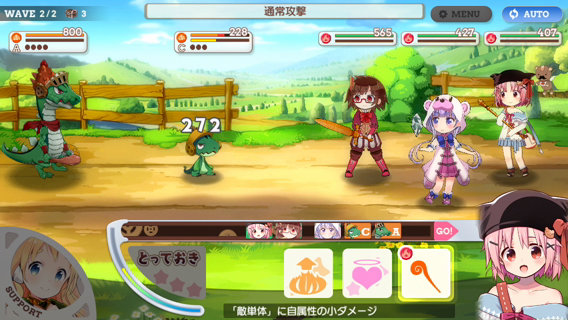 WAVE 2/2 3
通常攻撃
MENU
AUTO
800
A
228
C
565
427
407
272
C A GO!
SUPPORT
とっておき
「敵単体」に自属性の小ダメージ